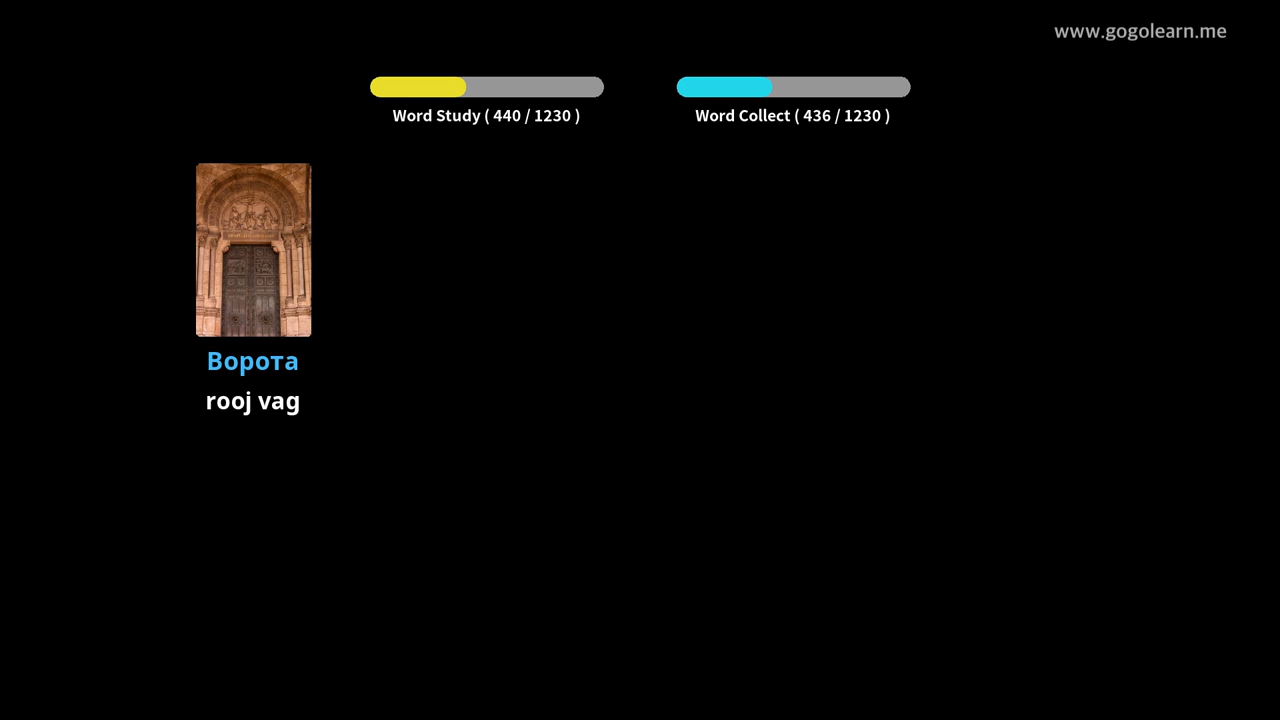 www.gogolearn.me
Word Study ( 440 / 1230 )
Word Collect ( 436 / 1230 )
Ворота
rooj vag